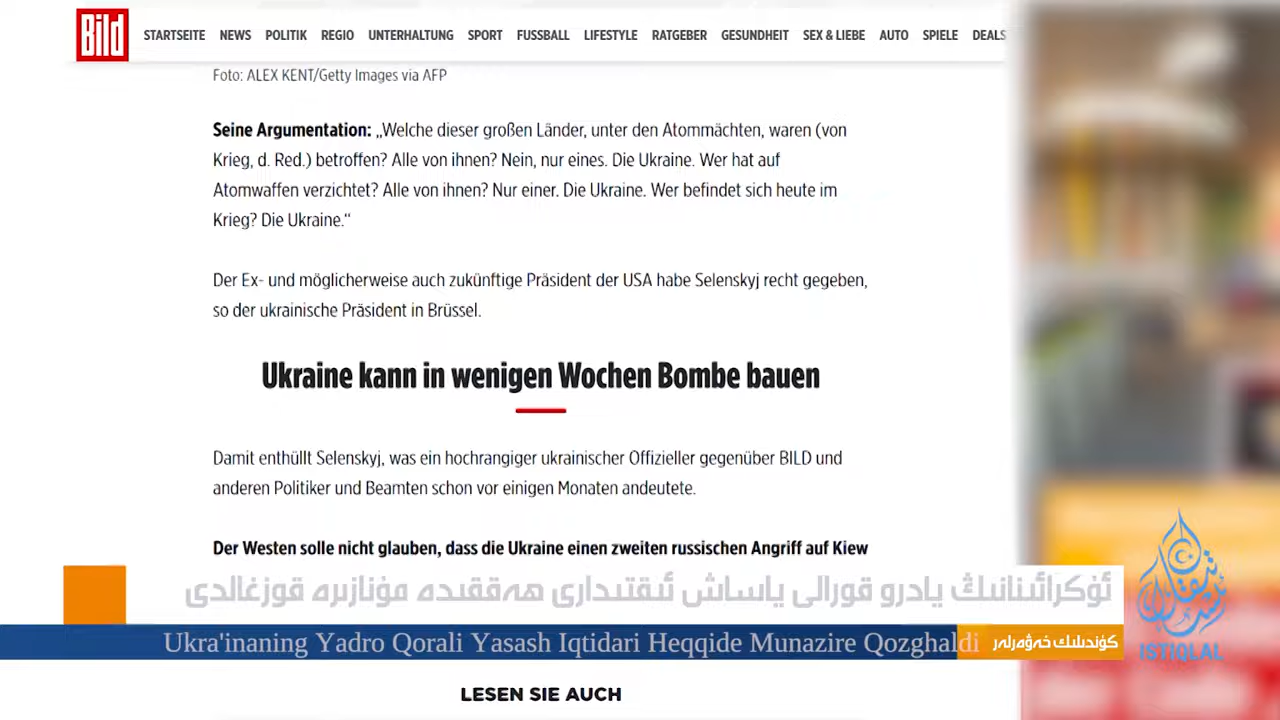 Bild
STARTSEITE NEWS POLITIK REGIO UNTERHALTUNG SPORT FUSSBALL LIFESTYLE RATGEBER GESUNDHEIT SEX & LIEBE AUTO SPIELE DEALS
Foto: ALEX KENT/Getty Images via AFP
Seine Argumentation: „Welche dieser großen Länder, unter den Atommächten, waren (von
Krieg, d. Red.) betroffen? Alle von ihnen? Nein, nur eines. Die Ukraine. Wer hat auf
Atomwaffen verzichtet? Alle von ihnen? Nur einer. Die Ukraine. Wer befindet sich heute im
Krieg? Die Ukraine.“
Der Ex- und möglicherweise auch zukünftige Präsident der USA habe Selenskyj recht gegeben,
so der ukrainische Präsident in Brüssel.
Ukraine kann in wenigen Wochen Bombe bauen
Damit enthüllt Selenskyj, was ein hochrangiger ukrainischer Offizieller gegenüber BILD und
anderen Politiker und Beamten schon vor einigen Monaten andeutete.
Der Westen solle nicht glauben, dass die Ukraine einen zweiten russischen Angriff auf Kiew
ئۇكرائىنانىڭ يادرو قورالى ياساش ئىقتىدارى ھەققىدە مۇنازىرە قوزغالدى
Ukra'inaning Yadro Qorali Yasash Iqtidari Heqqide Munazire Qozghaldi
كۈندىلىك خەۋەرلەر
ISTIQLAL
LESEN SIE AUCH